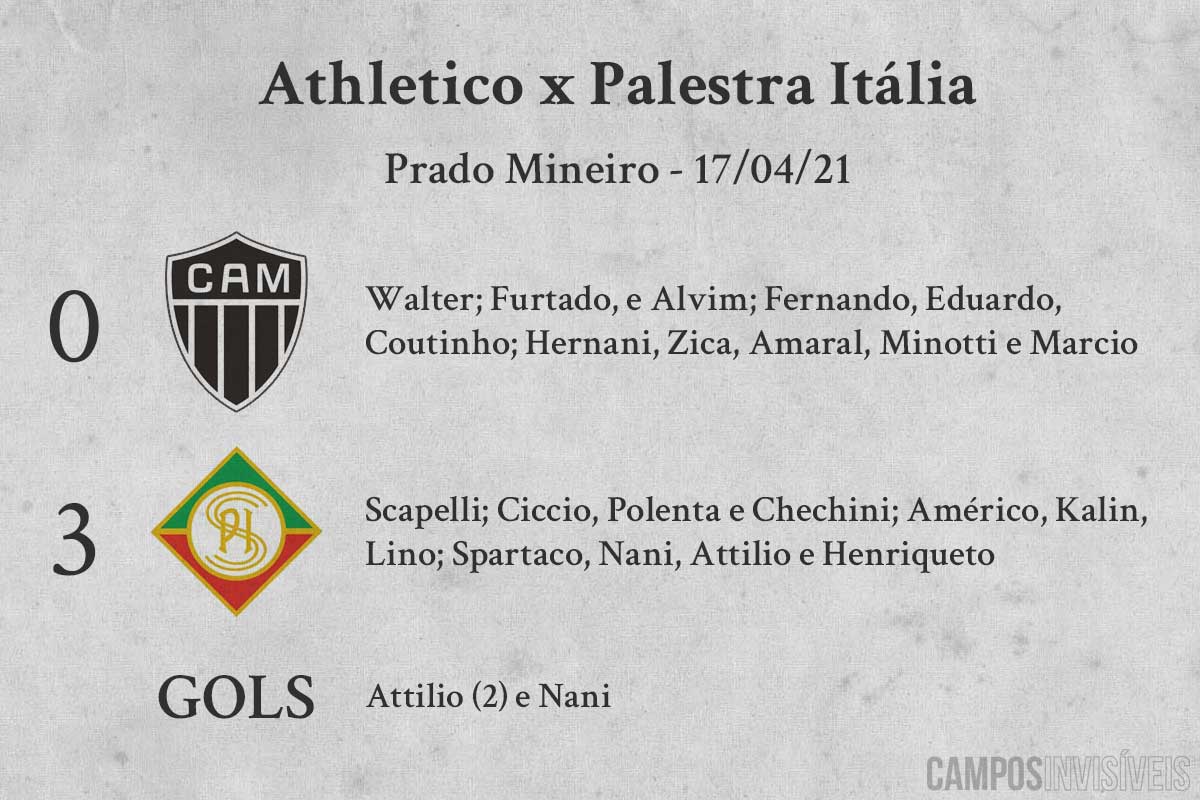 Athletico x Palestra Itália
Prado Mineiro - 17/04/21
0
CAM
Walter; Furtado, e Alvim; Fernando, Eduardo,
Coutinho; Hernani, Zica, Amaral, Minotti e Marcio
3
SPI
Scapelli; Ciccio, Polenta e Chechini; Américo, Kalin,
Lino; Spartaco, Nani, Attilio e Henriqueto
GOLS
Attilio (2) e Nani
CAMPOSINVISÍVEIS